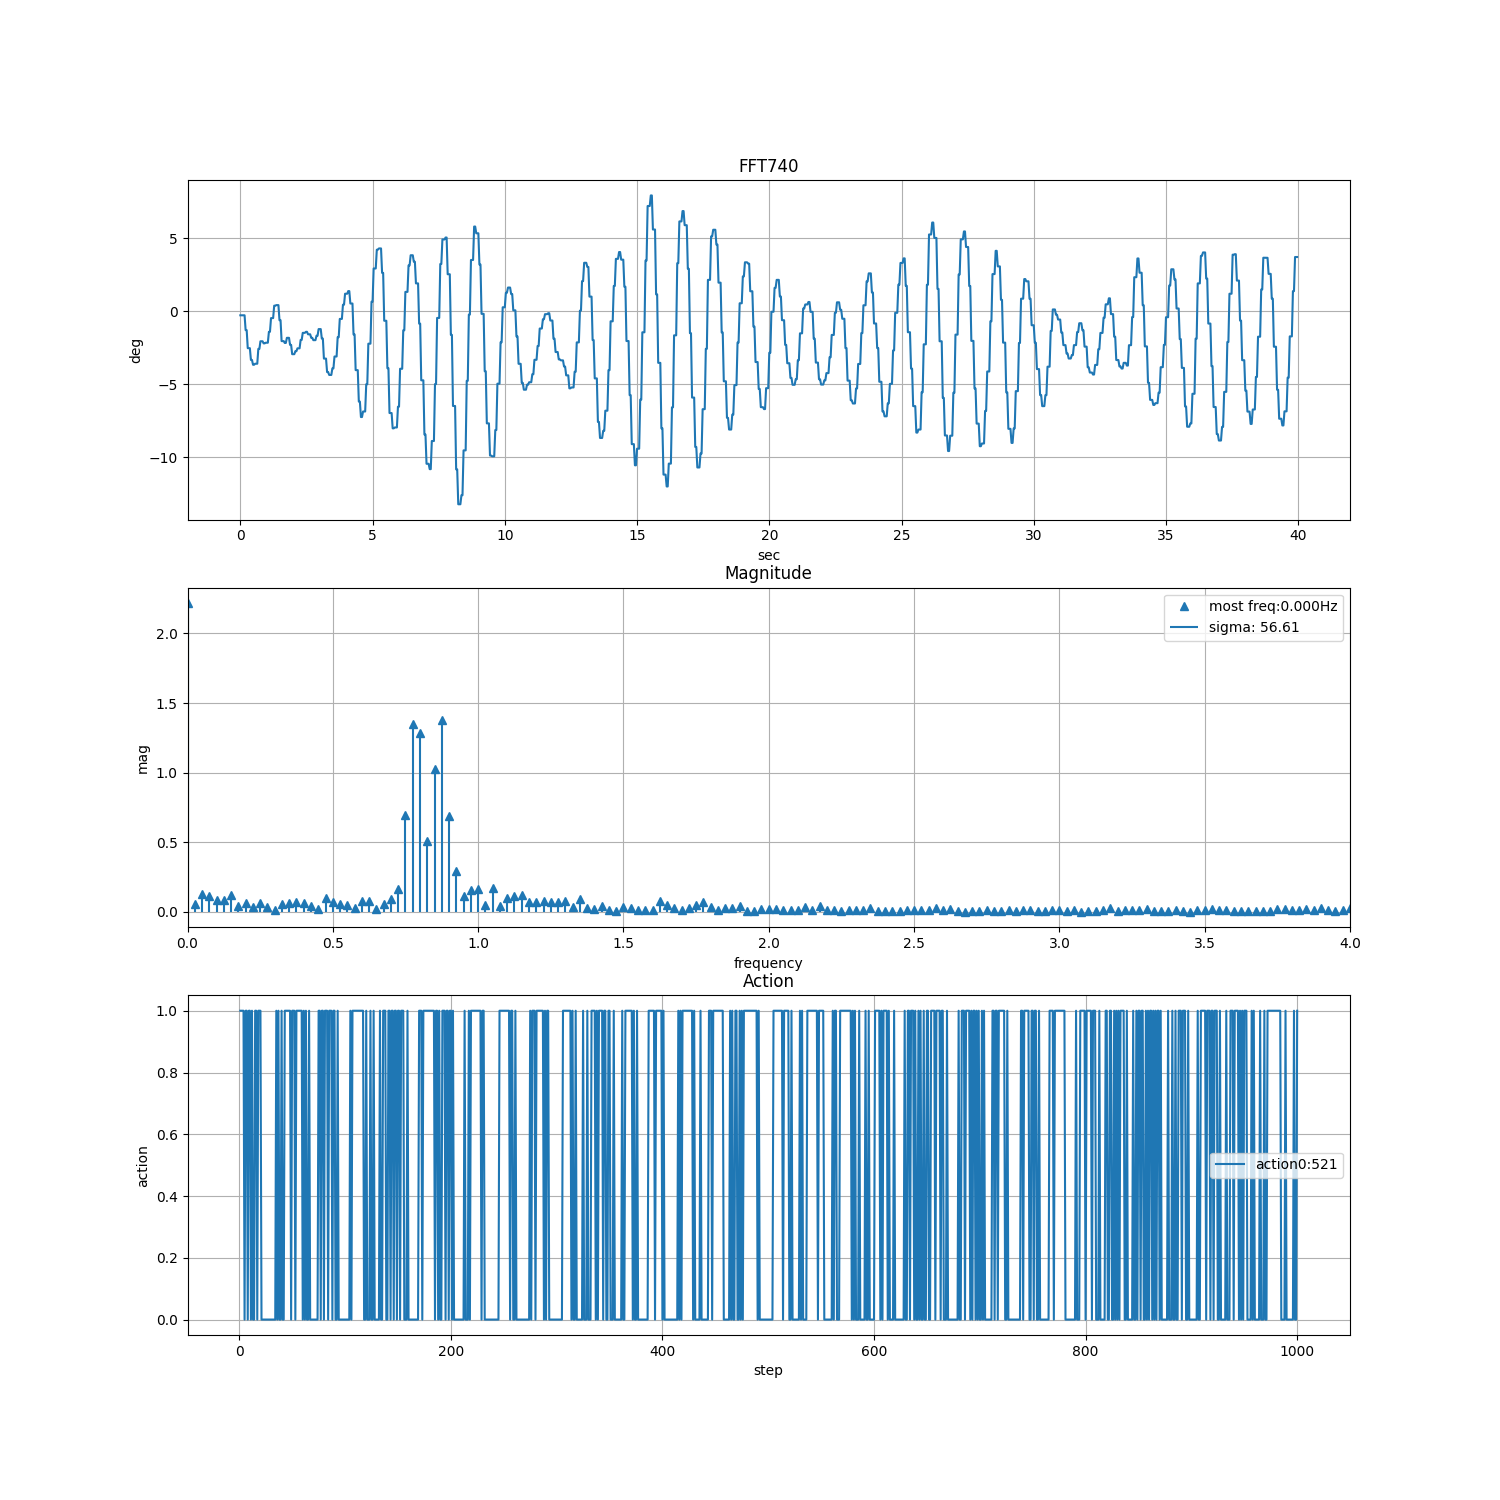 FFT740
deg
5
0
−5
−10
0 5 10 15 20 25 30 35 40
sec
Magnitude
mag
2.0
1.5
1.0
0.5
0.0
most freq:0.000Hz
sigma: 56.61
0.0 0.5 1.0 1.5 2.0 2.5 3.0 3.5 4.0
frequency
Action
action
1.0
0.8
0.6
0.4
0.2
0.0
action0:521
0 200 400 600 800 1000
step